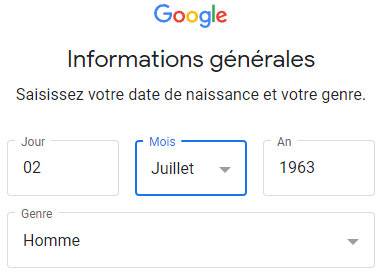 Google
Informations générales
Saisissez votre date de naissance et votre genre.
Jour Mois An
02 Juillet 1963
Genre
Homme